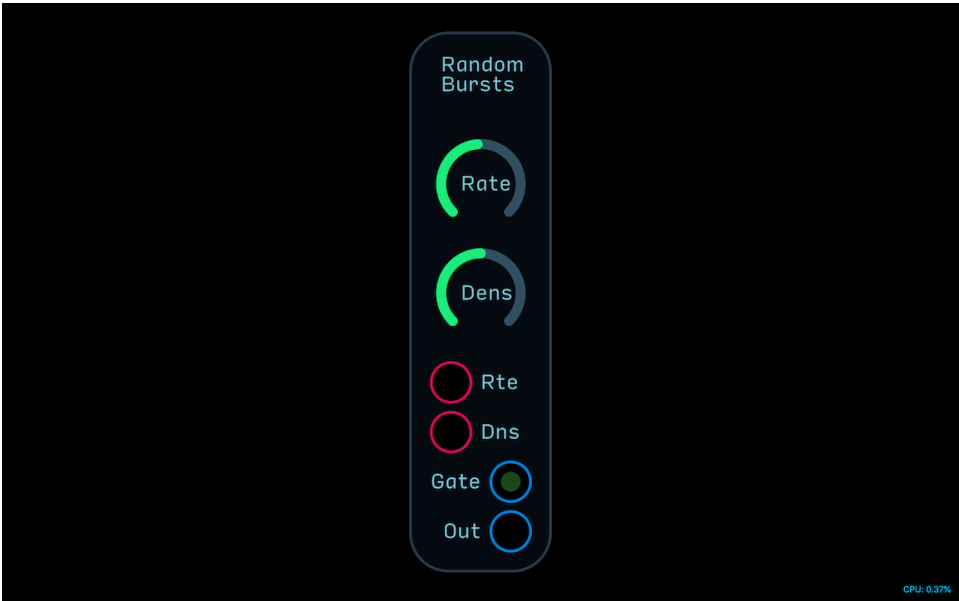 Random
Bursts
Rate
Dens
Rte
Dns
Gate
Out
CPU: 0.37%